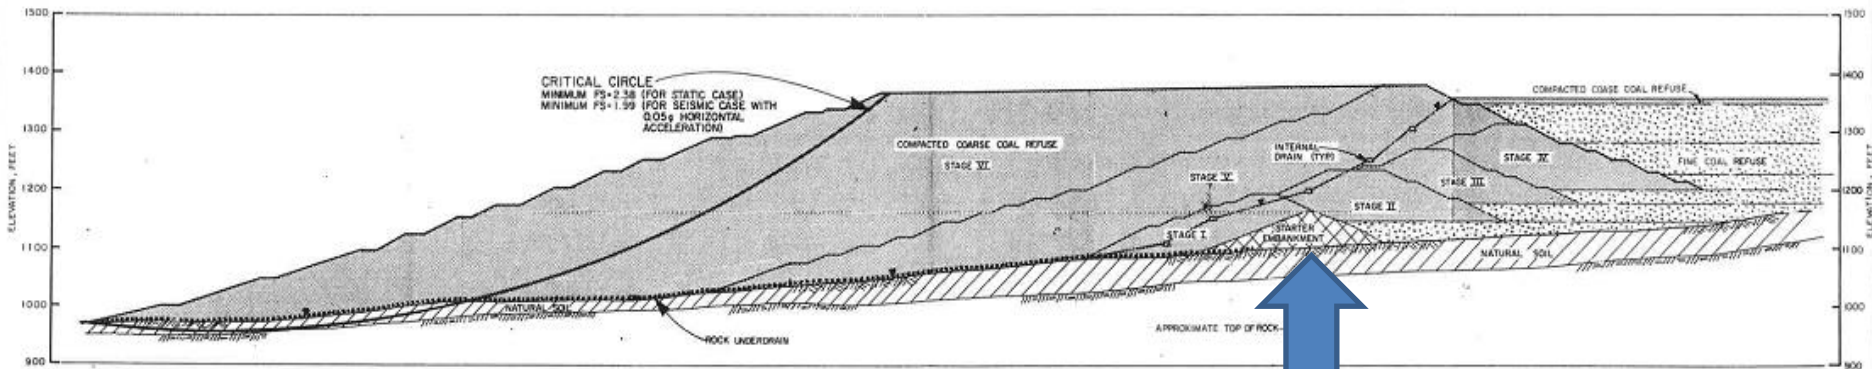 1500
1400
1300
1200
1100
1000
900
ELEVATION, FEET
CRITICAL CIRCLE
MINIMUM FS=2.38 (FOR STATIC CASE)
MINIMUM FS=1.99 (FOR SEISMIC CASE WITH
0.05g HORIZONTAL
ACCELERATION)
COMPACTED COARSE COAL REFUSE
STAGE VI
INTERNAL
DRAIN (TYP)
STAGE V
STAGE I
STARTER
EMBANKMENT
STAGE II
STAGE III
STAGE IV
COMPACTED COASE COAL REFUSE
FINE COAL REFUSE
NATURAL SOIL
NATURAL SOIL
ROCK UNDERDRAIN
APPROXIMATE TOP OF ROCK
1500
1400
1300
1200
1100
1000
900
ELEVATION, FEET